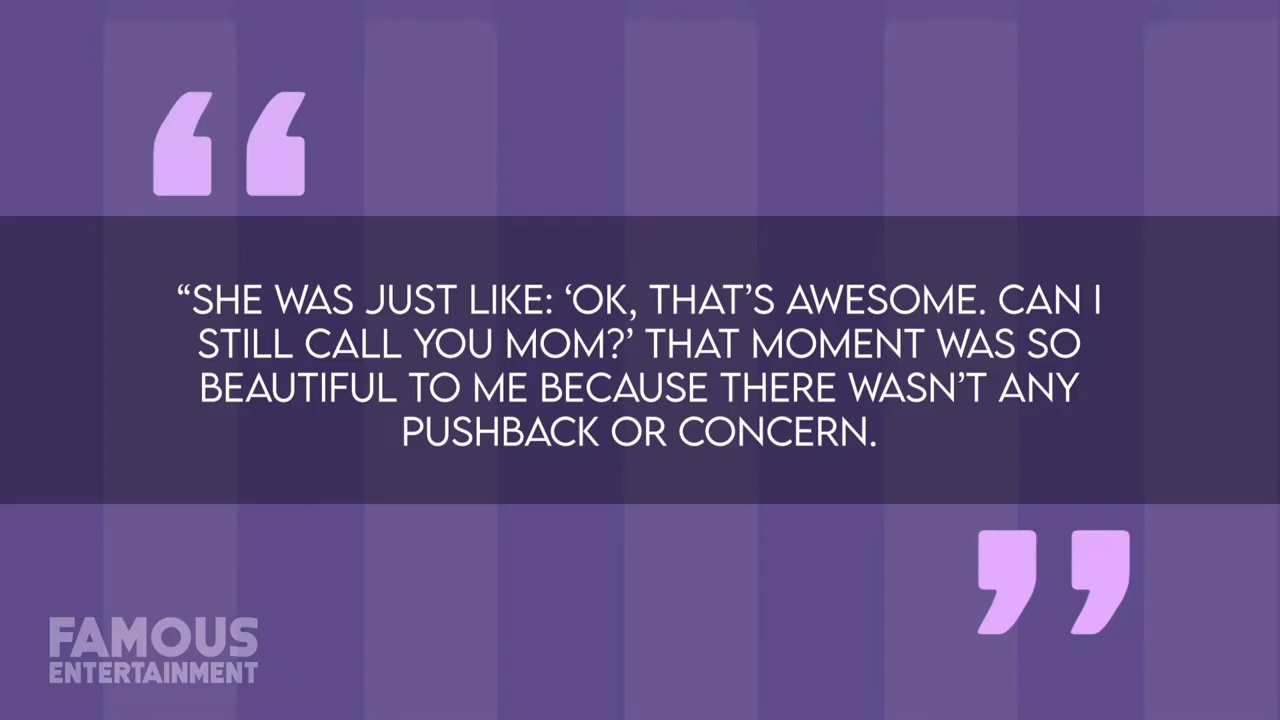 “SHE WAS JUST LIKE: ‘OK, THAT’S AWESOME. CAN I
STILL CALL YOU MOM?’ THAT MOMENT WAS SO
BEAUTIFUL TO ME BECAUSE THERE WASN’T ANY
PUSHBACK OR CONCERN.
FAMOUS
ENTERTAINMENT